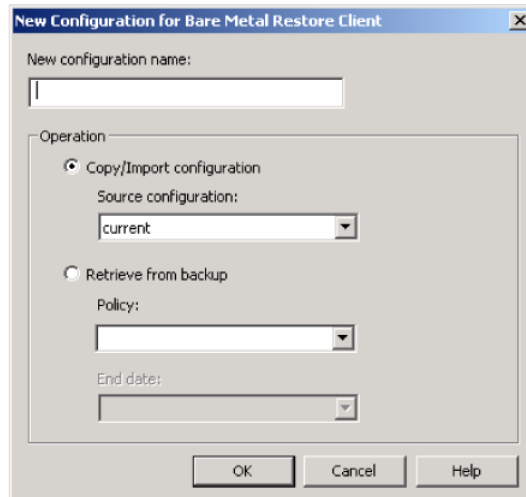 New Configuration for Bare Metal Restore Client
New configuration name:
Operation
Copy/Import configuration
Source configuration:
current
Retrieve from backup
Policy:
End date:
OK Cancel Help